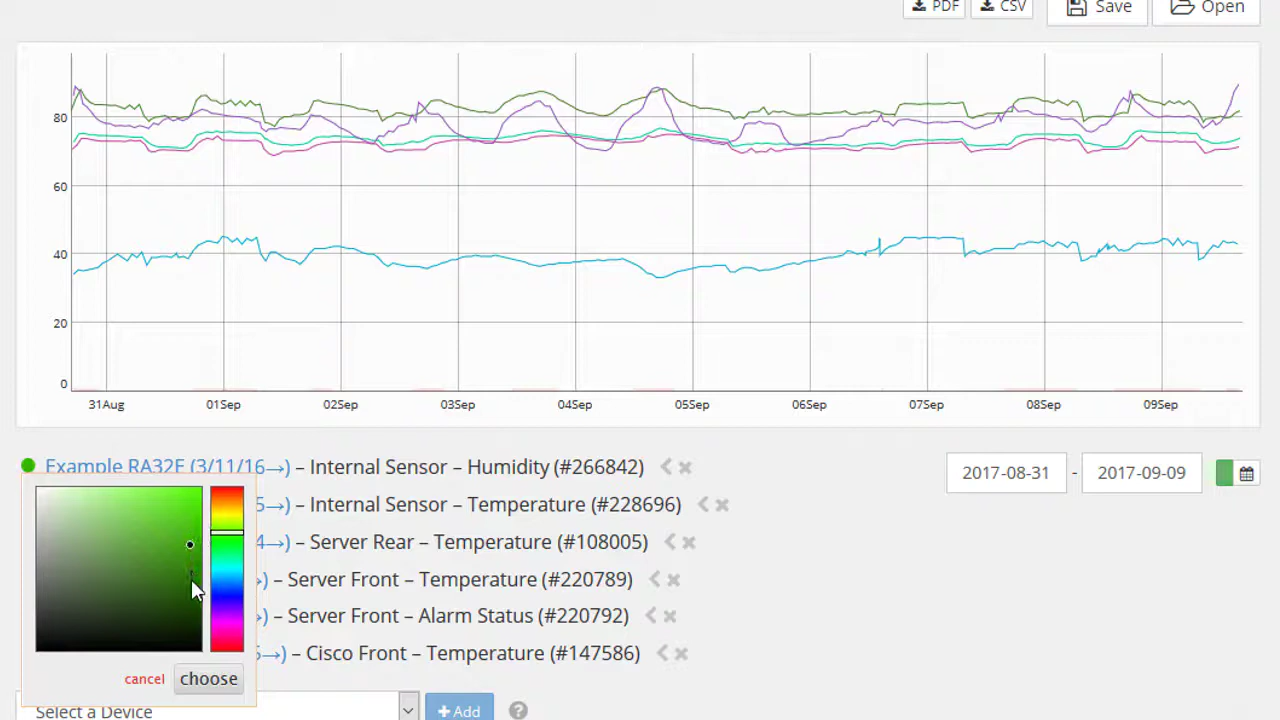 PDF CSV Save Open
80
60
40
20
0
31Aug 01Sep 02Sep 03Sep 04Sep 05Sep 06Sep 07Sep 08Sep 09Sep
Example RA32E (3/11/16→) – Internal Sensor – Humidity (#266842)
2017-08-31 - 2017-09-09
→) – Internal Sensor – Temperature (#228696)
→) – Server Rear – Temperature (#108005)
) – Server Front – Temperature (#220789)
) – Server Front – Alarm Status (#220792)
→) – Cisco Front – Temperature (#147586)
cancel choose
Select a Device + Add ?